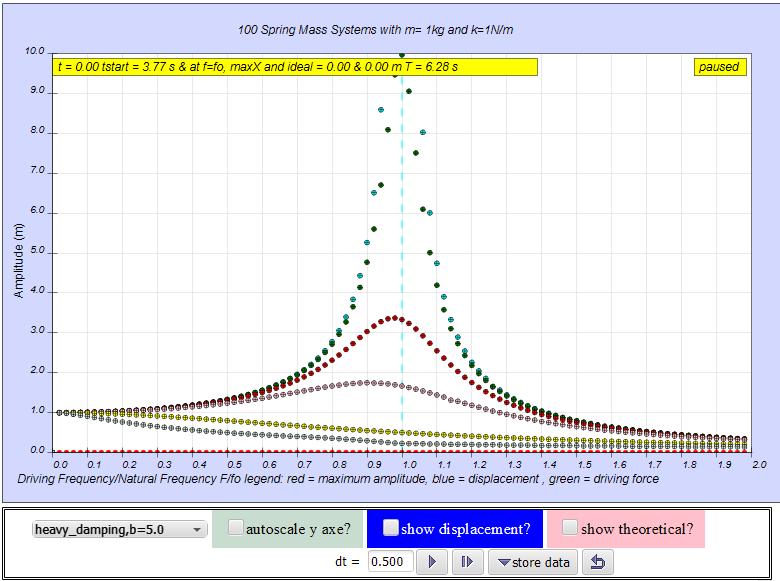 100 Spring Mass Systems with m= 1kg and k=1N/m
t = 0.00 tstart = 3.77 s & at f=fo, maxX and ideal = 0.00 & 0.00 m T = 6.28 s
paused
10.0
9.0
8.0
7.0
6.0
5.0
4.0
3.0
2.0
1.0
0.0
Amplitude (m)
0.0 0.1 0.2 0.3 0.4 0.5 0.6 0.7 0.8 0.9 1.0 1.1 1.2 1.3 1.4 1.5 1.6 1.7 1.8 1.9 2.0
Driving Frequency/Natural Frequency F/fo legend: red = maximum amplitude, blue = displacement , green = driving force
heavy_damping,b=5.0 autoscale y axe? show displacement? show theoretical?
dt = 0.500 store data